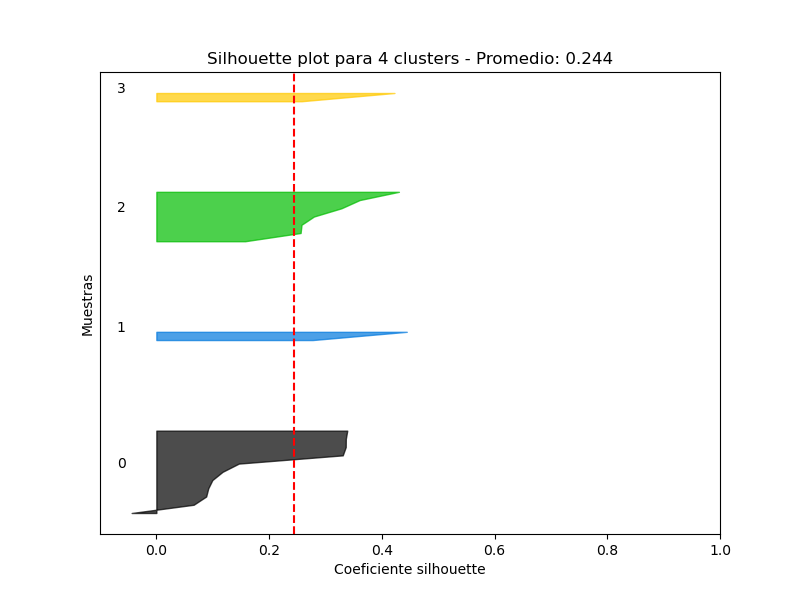 Silhouette plot para 4 clusters - Promedio: 0.244
3
2
1
0
Muestras
0.0 0.2 0.4 0.6 0.8 1.0
Coeficiente silhouette